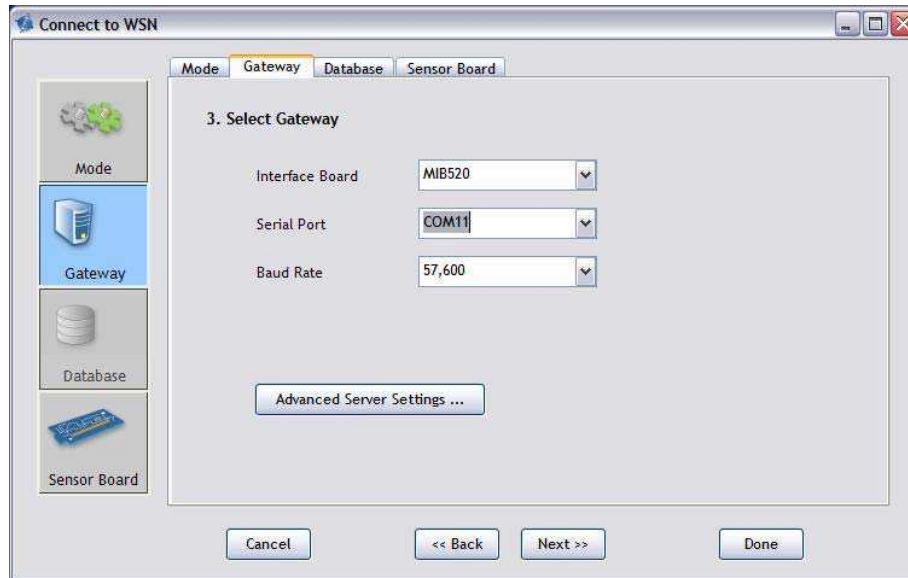 Connect to WSN
Mode Gateway Database Sensor Board
3. Select Gateway
Mode
Interface Board MIB520
Serial Port COM11
Gateway
Baud Rate 57,600
Database
Advanced Server Settings ...
Sensor Board
Cancel << Back Next >> Done